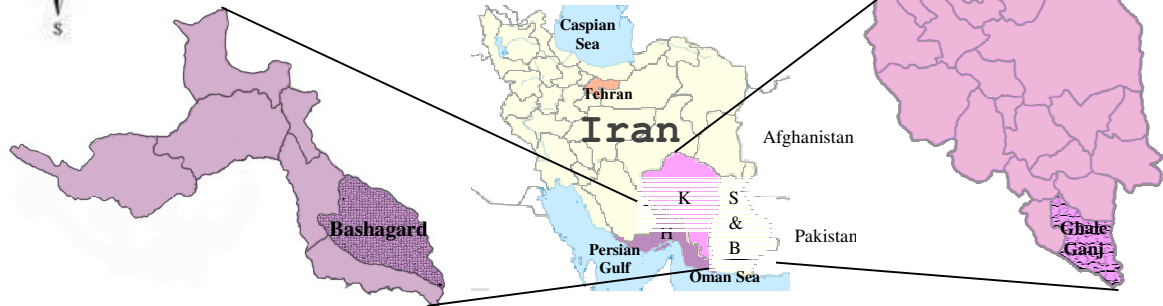 S
Caspian
Sea
Tehran
Iran
Afghanistan
K
S
&
B
H
Pakistan
Persian
Gulf
Oman Sea
Bashagard
Ghale
Ganj